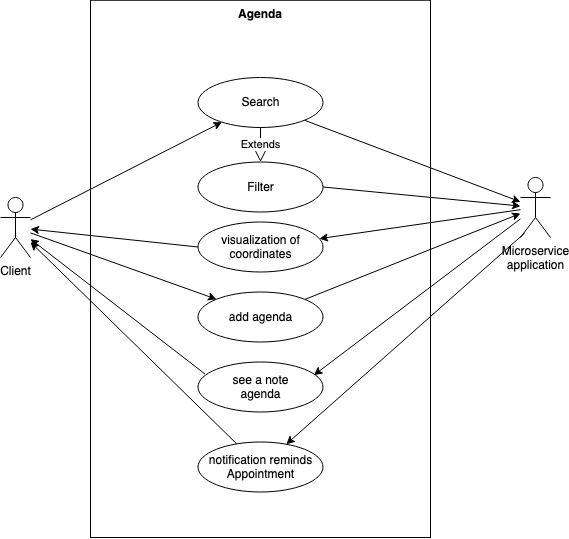 Agenda
Search
Extends
Filter
visualization of
coordinates
Client
Microservice
application
add agenda
see a note
agenda
notification reminds
Appointment